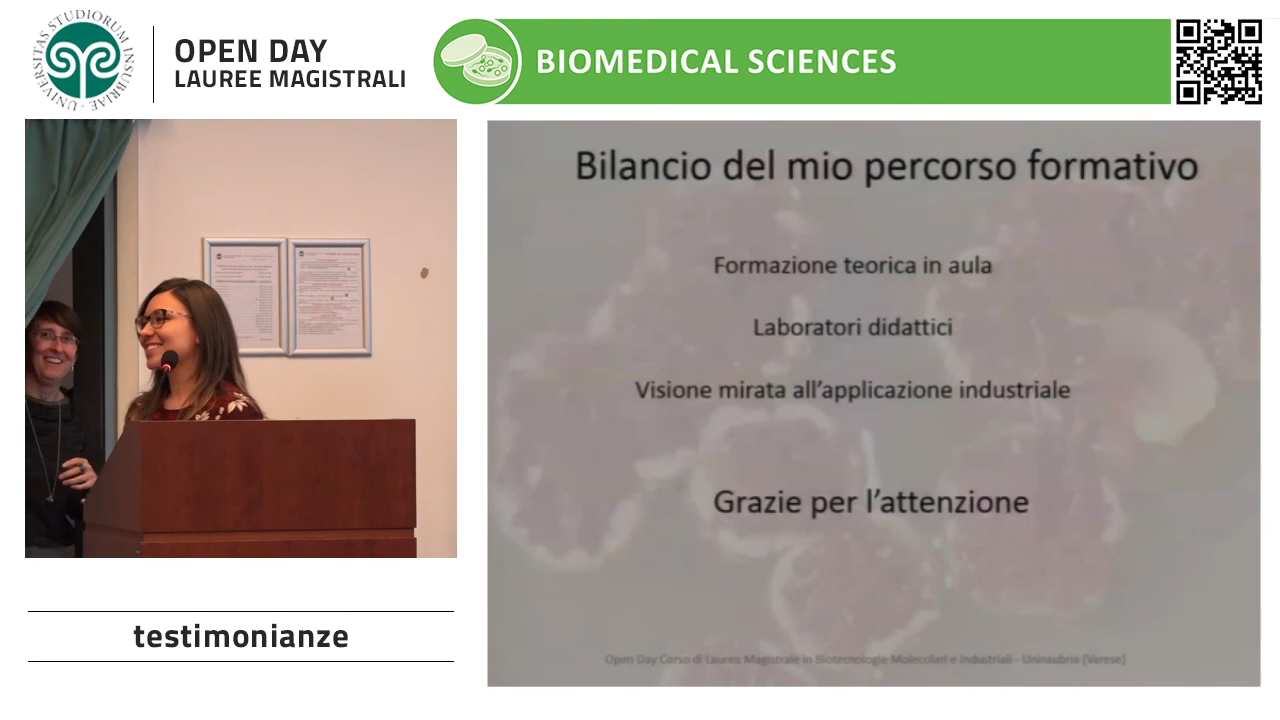 UNIVERSITAS STUDIORUM INSUBRIAE
OPEN DAY
LAUREE MAGISTRALI
BIOMEDICAL SCIENCES
Bilancio del mio percorso formativo
Formazione teorica in aula
Laboratori didattici
Visione mirata all’applicazione industriale
Grazie per l’attenzione
Open Day Corso di Laurea Magistrale in Biotecnologie Molecolari e Industriali - Uninsubria (Varese)
testimonianze